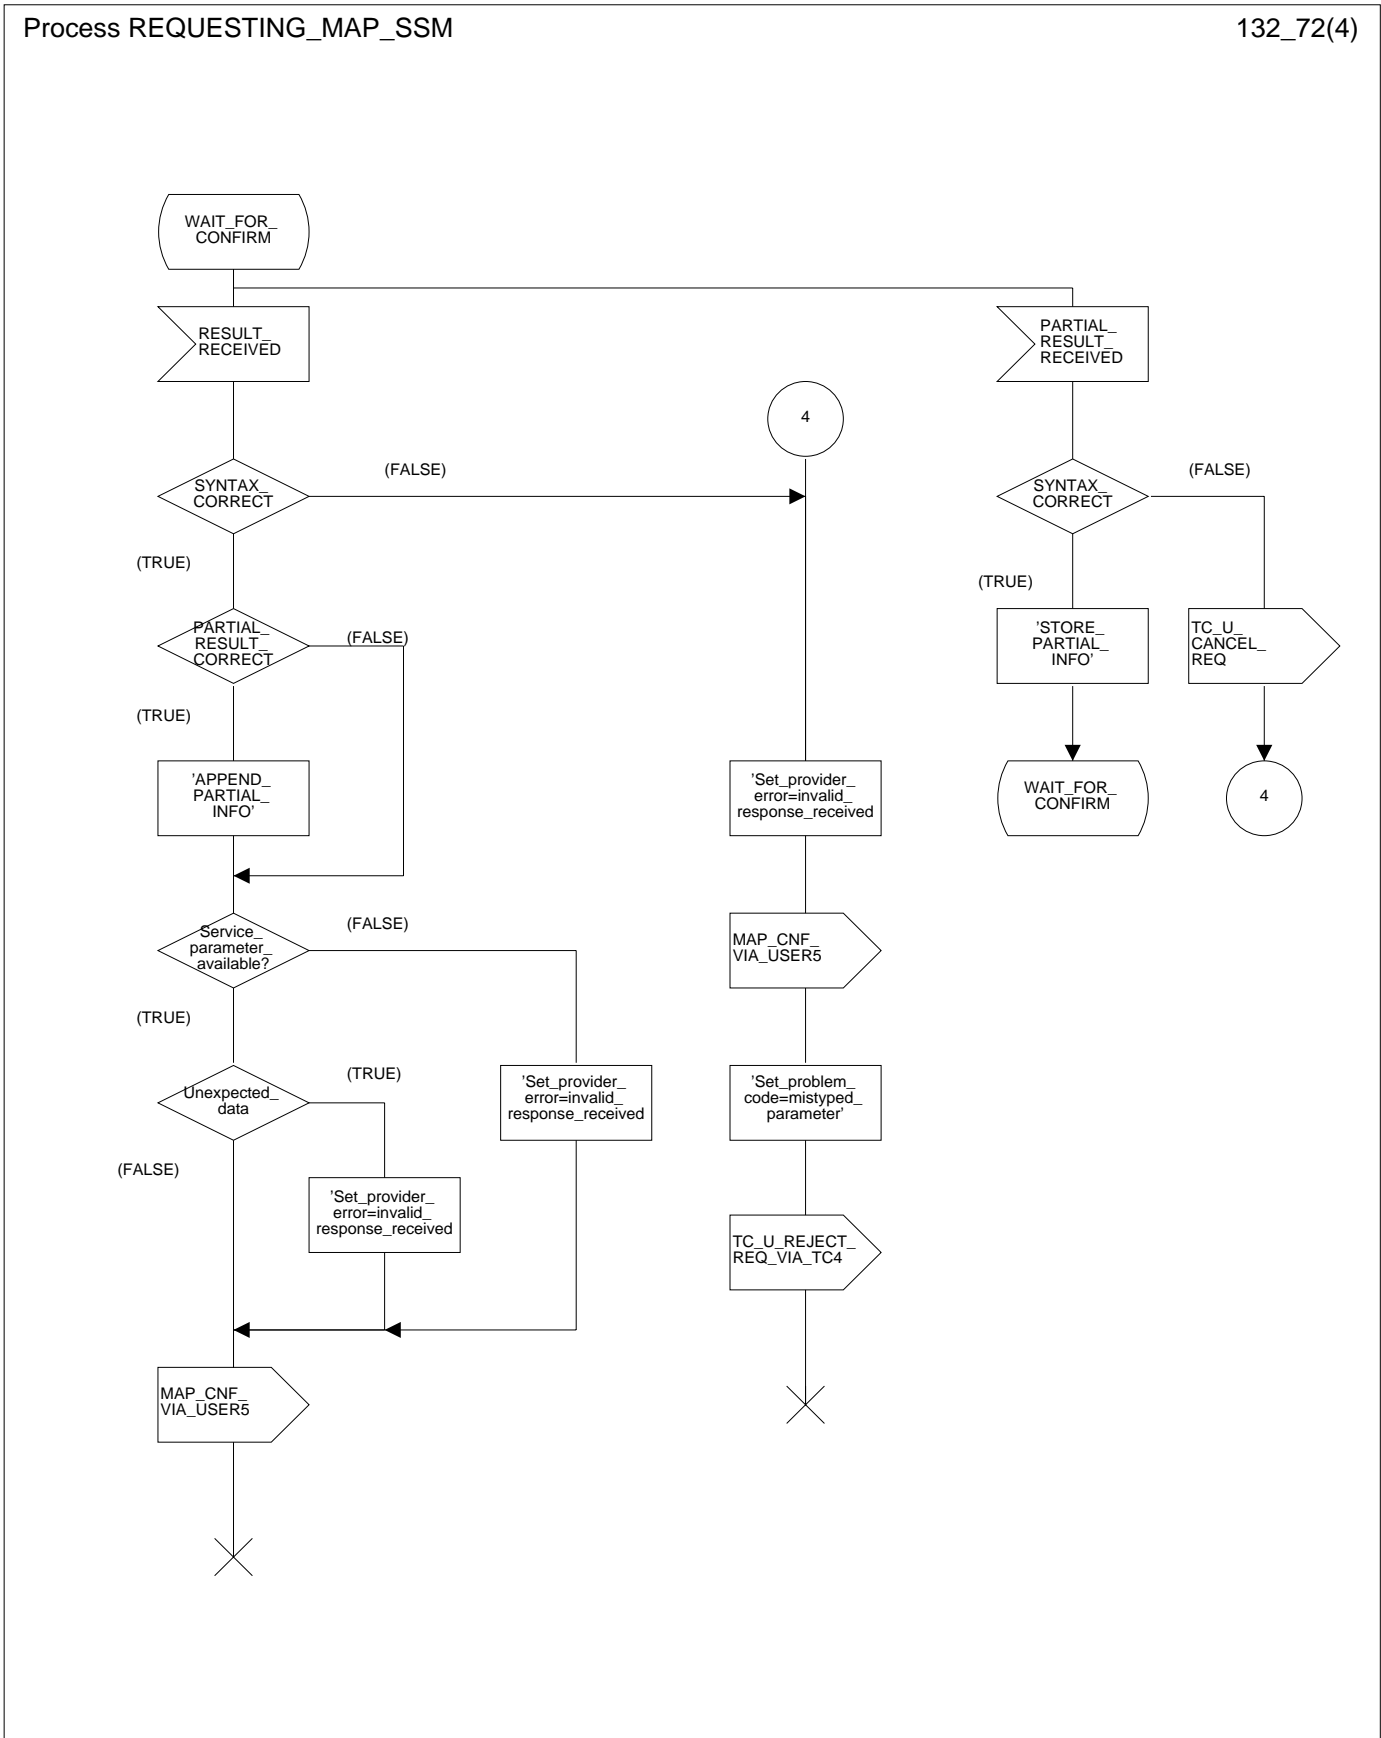 Process REQUESTING_MAP_SSM
132_72(4)
WAIT_FOR_
CONFIRM
RESULT_
RECEIVED
PARTIAL_
RESULT_
RECEIVED
4
SYNTAX_
CORRECT
(FALSE)
SYNTAX_
CORRECT
(FALSE)
(TRUE)
(TRUE)
PARTIAL_
RESULT_
CORRECT
(FALSE)
'STORE_
PARTIAL_
INFO'
TC_U_
CANCEL_
REQ
(TRUE)
'APPEND_
PARTIAL_
INFO'
'Set_provider_
error=invalid_
response_received
WAIT_FOR_
CONFIRM
4
Service_
parameter_
available?
(FALSE)
MAP_CNF_
VIA_USER5
(TRUE)
Unexpected_
data
(TRUE)
'Set_provider_
error=invalid_
response_received
'Set_problem_
code=mistyped_
parameter'
(FALSE)
'Set_provider_
error=invalid_
response_received
TC_U_REJECT_
REQ_VIA_TC4
MAP_CNF_
VIA_USER5